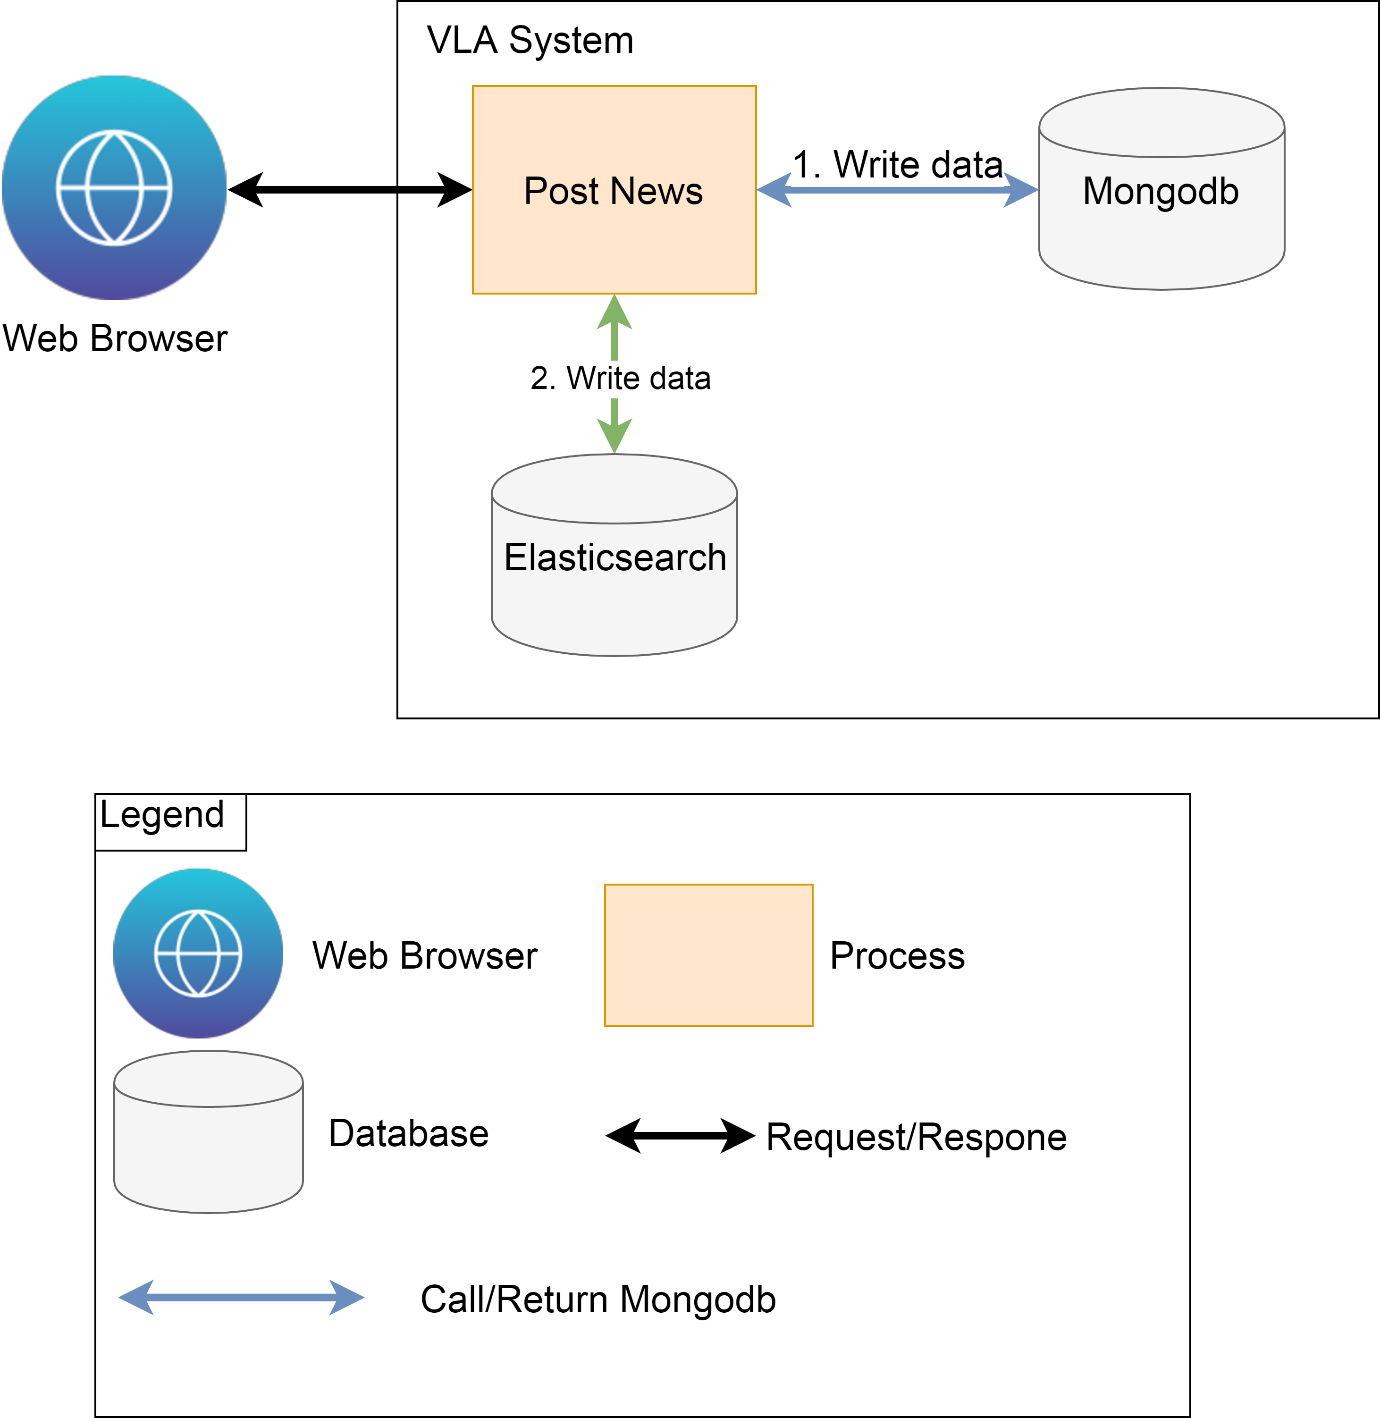 VLA System
Post News
1. Write data
Mongodb
Web Browser
2. Write data
Elasticsearch
Legend
Web Browser
Process
Database
Request/Respone
Call/Return Mongodb